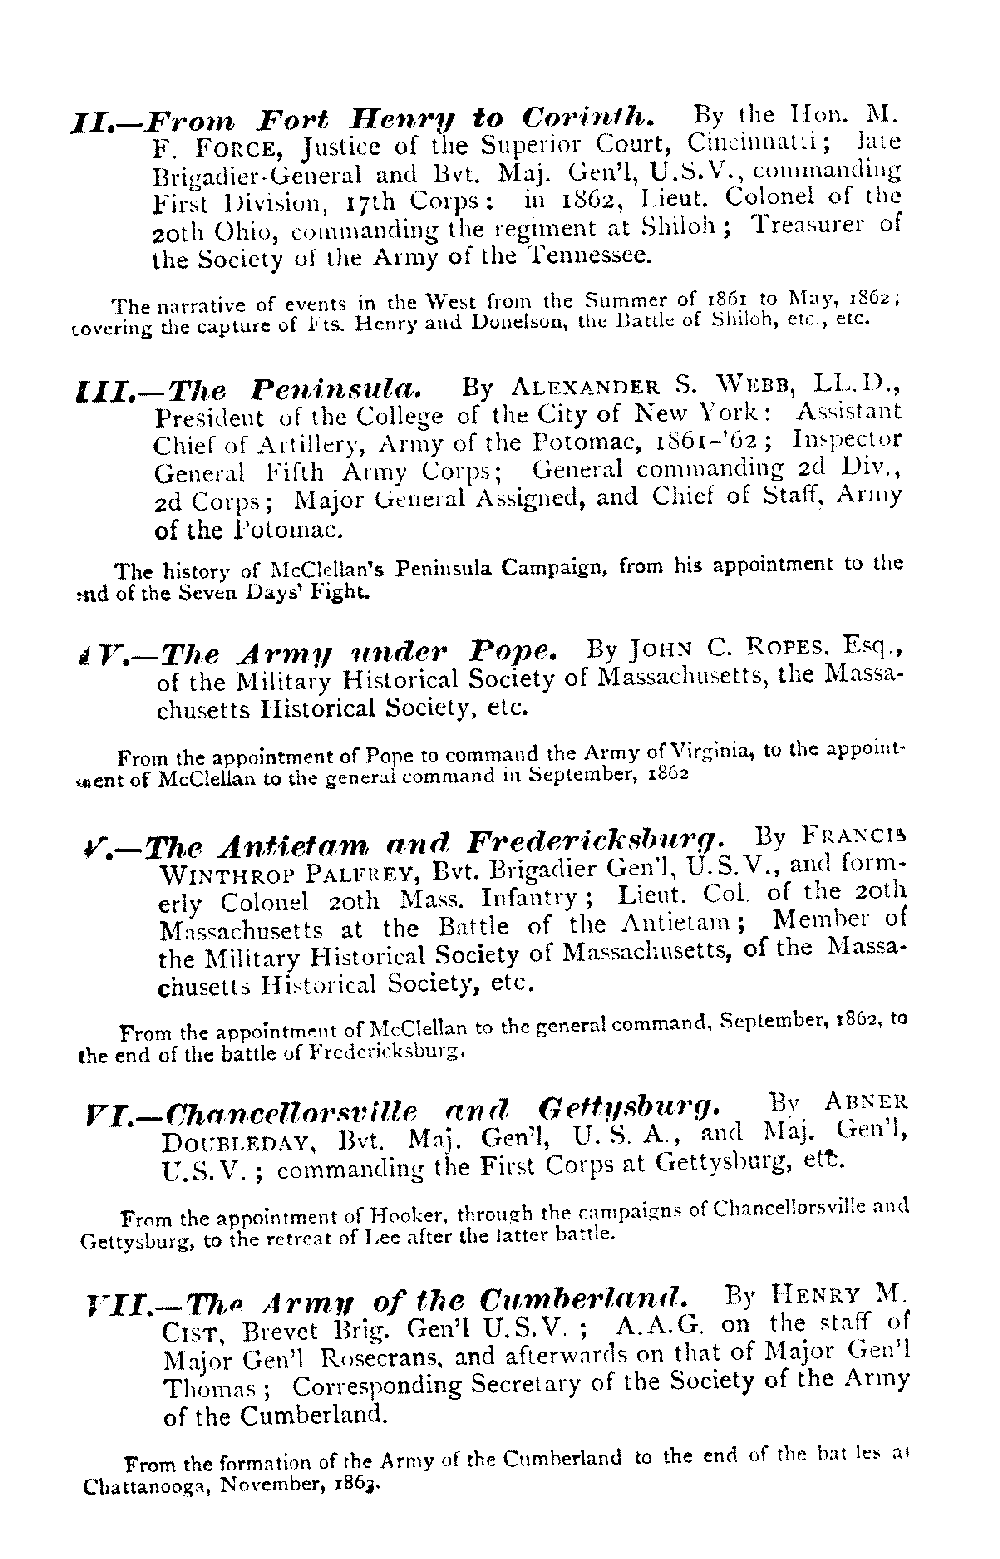 II.—From Fort Henry to Corinth. By the Hon. M.
F. FORCE, Justice of the Superior Court, Cincinnati; late
Brigadier-General and Bvt. Maj. Gen'l, U.S.V., commanding
First Division, 17th Corps: in 1862, Lieut. Colonel of the
20th Ohio, commanding the regiment at Shiloh; Treasurer of
the Society of the Army of the Tennessee.
The narrative of events in the West from the Summer of 1861 to May, 1862;
covering the capture of Fts. Henry and Donelson, the Battle of Shiloh, etc., etc.
III.—The Peninsula. By ALEXANDER S. WEBB, LL.D.,
President of the College of the City of New York: Assistant
Chief of Artillery, Army of the Potomac, 1861-'62; Inspector
General Fifth Army Corps; General commanding 2d Div.,
2d Corps; Major General Assigned, and Chief of Staff, Army
of the Potomac.
The history of McClellan's Peninsula Campaign, from his appointment to the
end of the Seven Days' Fight.
IV.—The Army under Pope. By JOHN C. ROPES, Esq.,
of the Military Historical Society of Massachusetts, the Massa-
chusetts Historical Society, etc.
From the appointment of Pope to command the Army of Virginia, to the appoint-
ment of McClellan to the general command in September, 1862
V.—The Antietam and Fredericksburg. By FRANCIS
WINTHROP PALFREY, Bvt. Brigadier Gen'l, U.S.V., and form-
erly Colonel 20th Mass. Infantry; Lieut. Col. of the 20th
Massachusetts at the Battle of the Antietam; Member of
the Military Historical Society of Massachusetts, of the Massa-
chusetts Historical Society, etc.
From the appointment of McClellan to the general command, September, 1862, to
the end of the battle of Fredericksburg.
VI.—Chancellorsville and Gettysburg. By ABNER
DOUBLEDAY, Bvt. Maj. Gen'l, U.S.A., and Maj. Gen'l,
U.S.V.; commanding the First Corps at Gettysburg, etc.
From the appointment of Hooker, through the campaigns of Chancellorsville and
Gettysburg, to the retreat of Lee after the latter battle.
VII.—The Army of the Cumberland. By HENRY M.
CIST, Brevet Brig. Gen'l U.S.V.; A.A.G. on the staff of
Major Gen'l Rosecrans, and afterwards on that of Major Gen'l
Thomas; Corresponding Secretary of the Society of the Army
of the Cumberland.
From the formation of the Army of the Cumberland to the end of the battles at
Chattanooga, November, 1863.